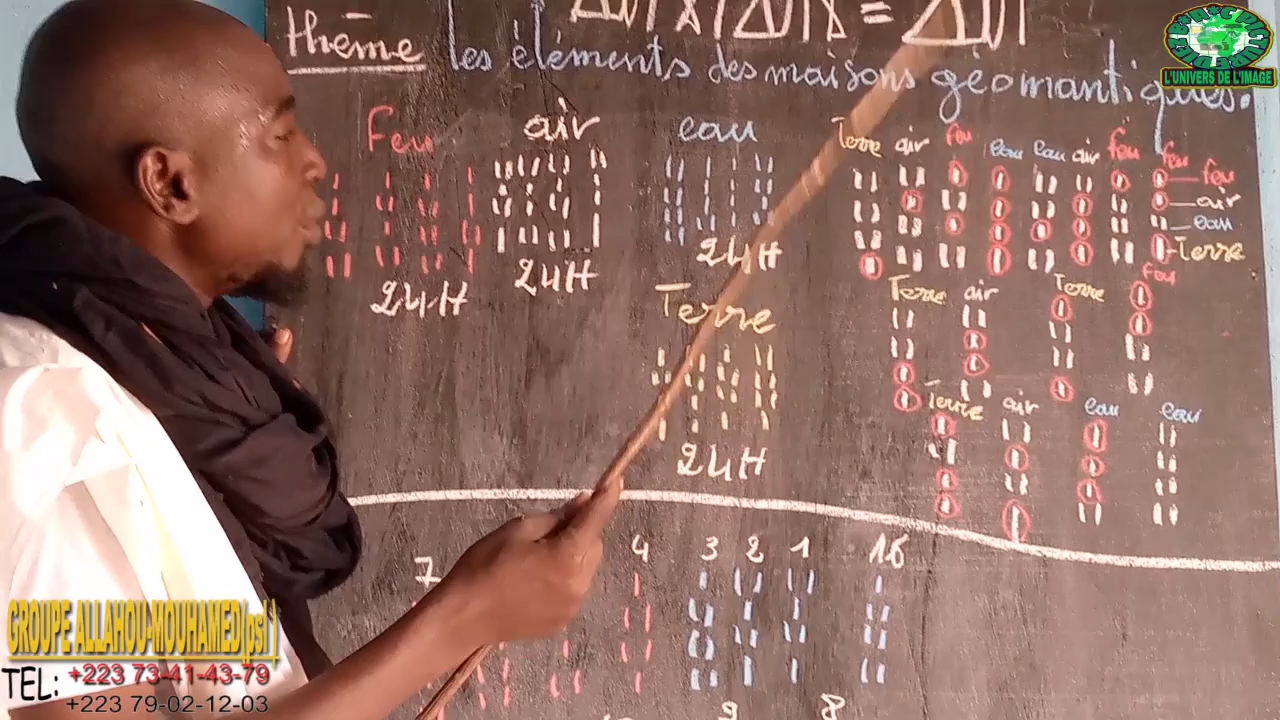 thème les éléments des maisons géomantiques.
L'UNIVERS DE L'IMAGE
Feu air eau
24H 24H 24H
Terre
24H
Terre air feu eau eau air feu feu
feu
air
eau
Terre
Terre air Terre feu
Terre air eau eau
7 4 3 2 1 16
9 8
GROUPE ALLAHOU-MOUHAMED(psl)
TEL: +223 73-41-43-79
+223 79-02-12-03